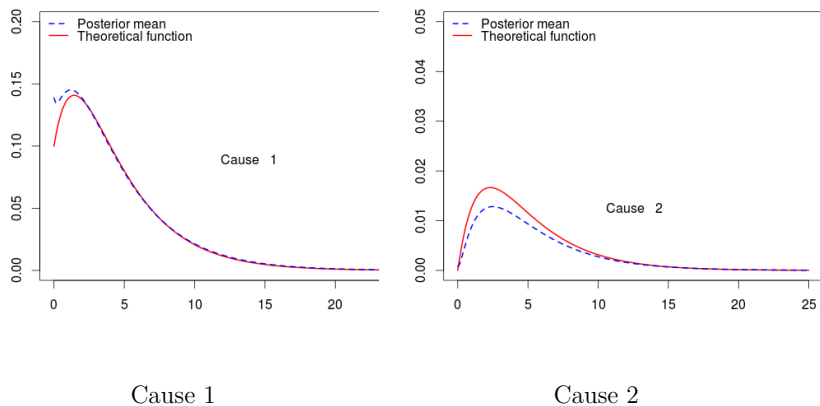 Posterior mean
Theoretical function
0.20
0.15
0.10
0.05
0.00
Cause 1
0 5 10 15 20
Posterior mean
Theoretical function
0.05
0.04
0.03
0.02
0.01
0.00
Cause 2
0 5 10 15 20 25
Cause 1
Cause 2